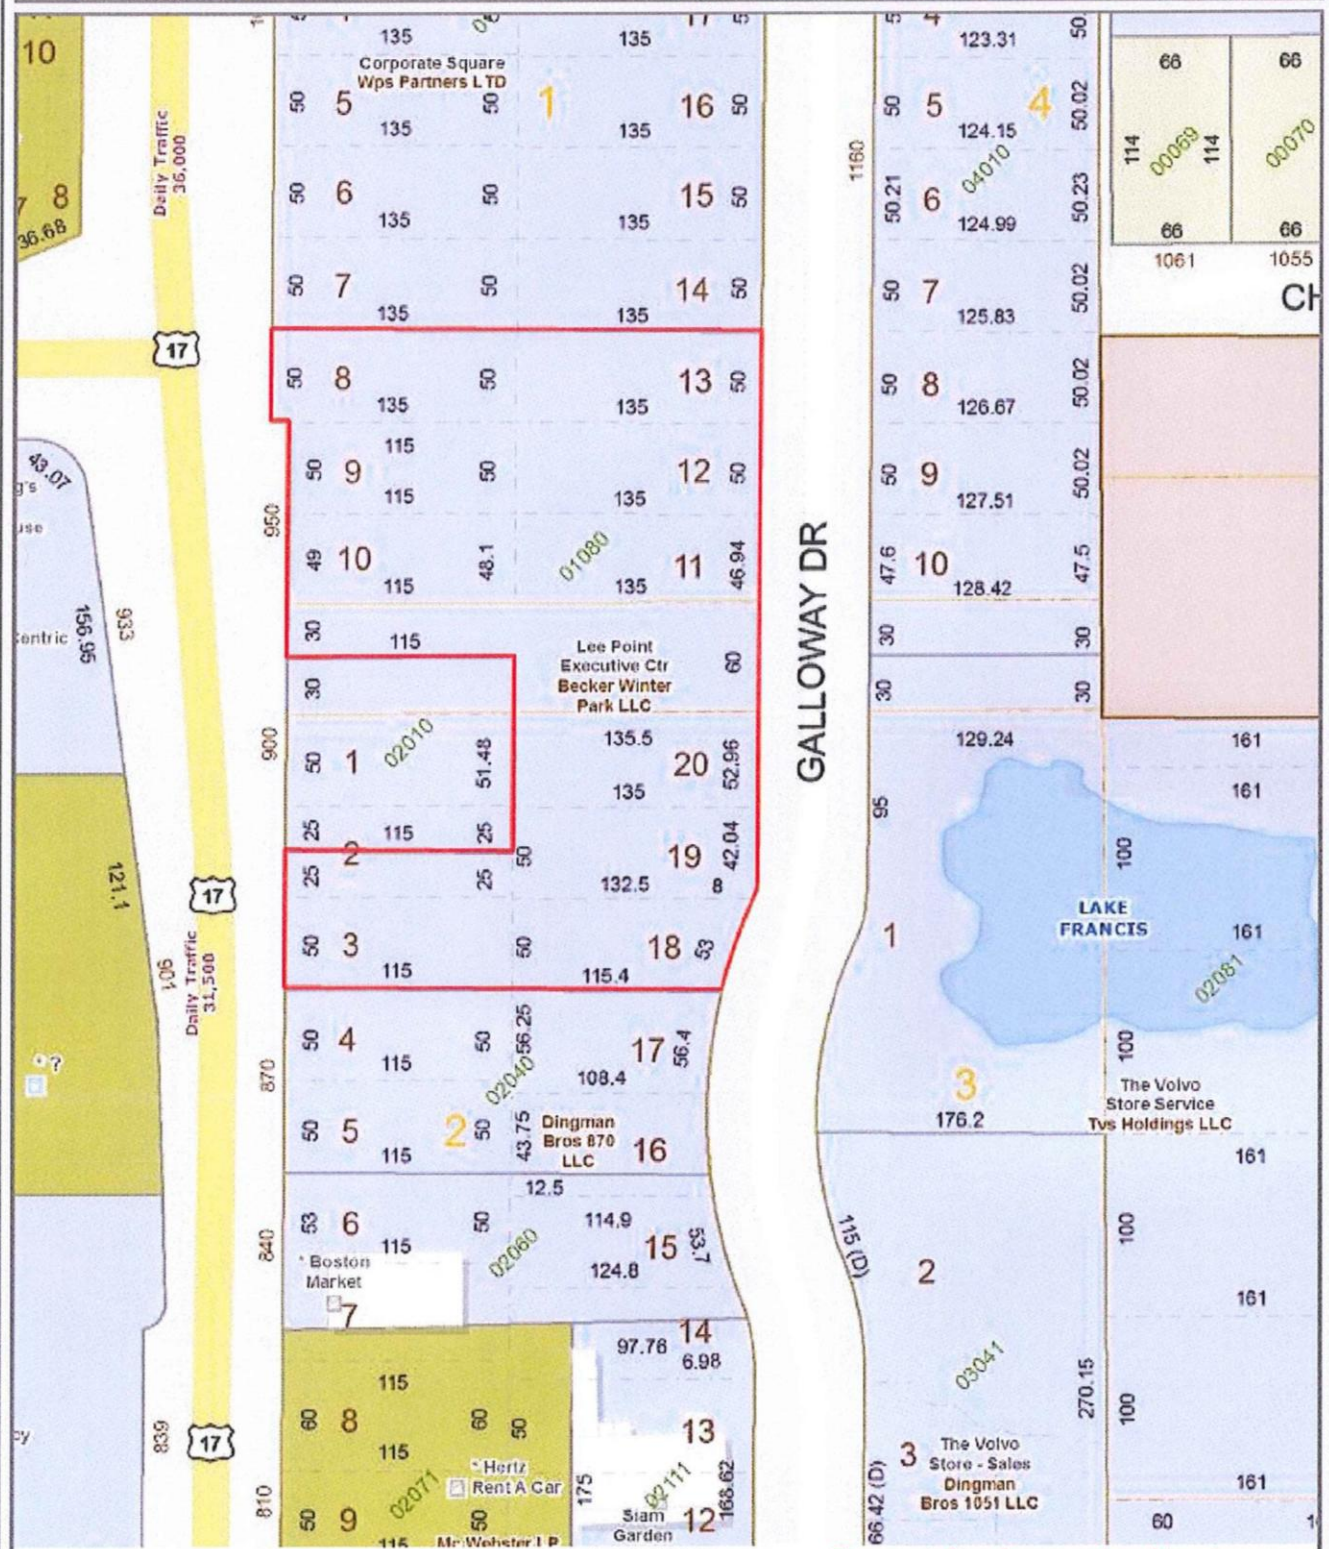 10
7 8
36.68
Daily Traffic
36,000
17
43.07
156.95
933
121.1
901
17
Daily Traffic
31,500
?
17
839
135
135
17
Corporate Square
Wps Partners LTD
50 5 50 1 16 50
135
135
50 6 50 15 50
135
135
50 7 50 14 50
135
135
50 8 50 13 50
135
135
115
50 9 50 12 50
115
135
950
49 10 48.1 01080 11 46.94
115
135
30
115
Lee Point
Executive Ctr
Becker Winter
Park LLC
60
30
02010
900
135.5
50 1 51.48 20 52.96
135
25 115 25
2
50 19 42.04
25 25 132.5 8
50 3 50 18 53
115
115.4
50 4 50 56.25 17 56.4
115
108.4
870
02040
50 5 2 50 43.75
Dingman
Bros 870
LLC
16
115
12.5
53 6 50 114.9
115
15 53.7
840
02060
124.8
* Boston
Market
7
14
97.76
6.98
115
60 8 60 50
13
115
* Hertz
Rent A Car
02071
175
02111
168.62
810
50 9 50
Siam
Garden
12
115
Mc Webster LP
GALLOWAY DR
4
123.31
50 5 4 50.02
124.15
1160
04010
50.21 6 50.23
124.99
50 7 50.02
125.83
50 8 50.02
126.67
50 9 50.02
127.51
47.6 10 47.5
128.42
30 30
30 30
129.24
95
1
LAKE
FRANCIS
3
176.2
115 (D)
2
03041
270.15
3
The Volvo
Store - Sales
Dingman
Bros 1051 LLC
66.42 (D)
66 66
114 00069 114 00070
66 66
1061 1055
161
161
100
161
02081
100
The Volvo
Store Service
Tvs Holdings LLC
161
100
161
100
161
60